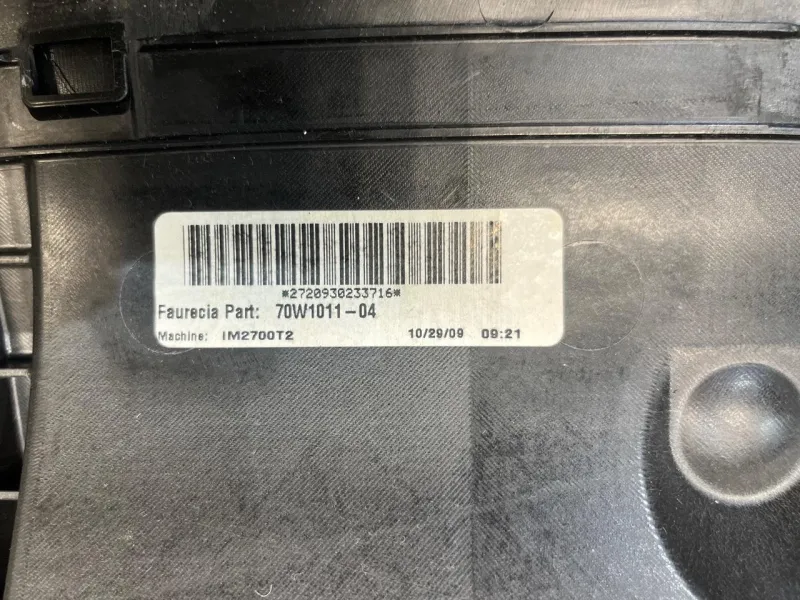 *2720930233716*
Faurecia Part: 70W1011-04
Machine: IM2700T2 10/29/09 09:21